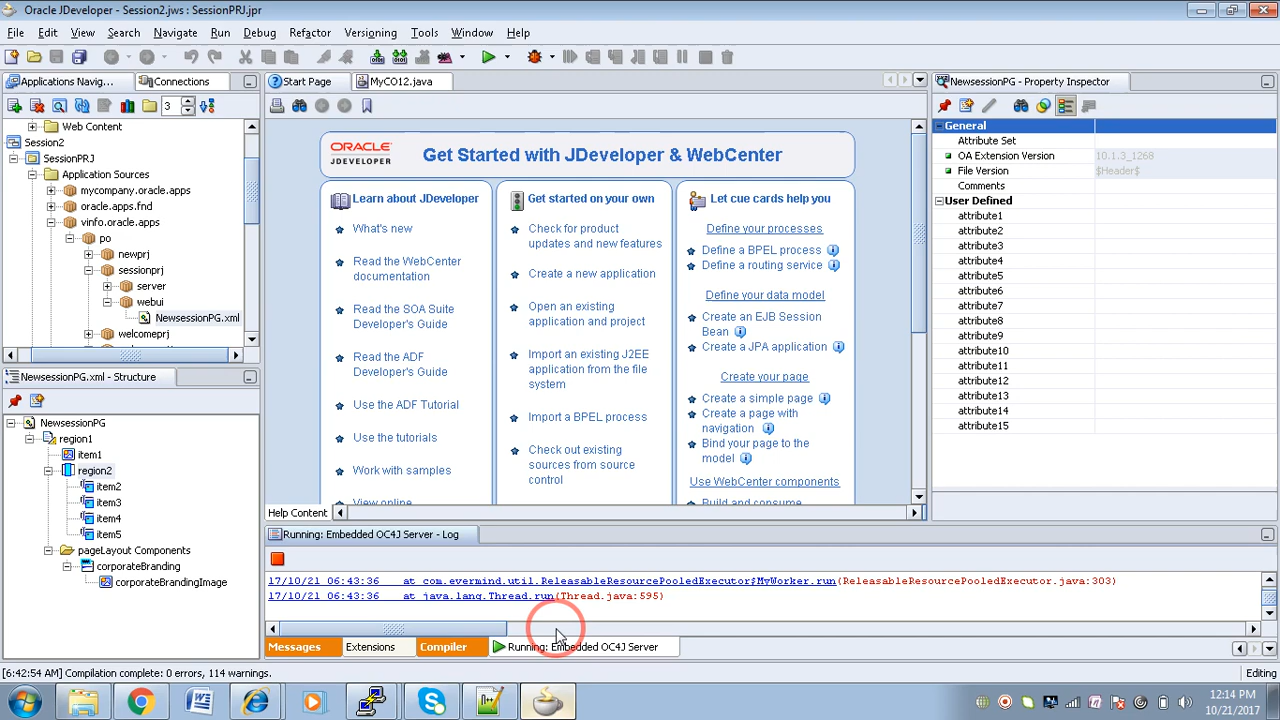 Oracle JDeveloper - Session2.jws : SessionPRJ.jpr
File Edit View Search Navigate Run Debug Refactor Versioning Tools Window Help
Applications Navig... Connections
3
Web Content
Session2
SessionPRJ
Application Sources
mycompany.oracle.apps
oracle.apps.fnd
vinfo.oracle.apps
po
newprj
sessionprj
server
webui
NewsessionPG.xml
welcomeprj
NewsessionPG.xml - Structure
NewsessionPG
region1
item1
region2
item2
item3
item4
item5
pageLayout Components
corporateBranding
corporateBrandingImage
Start Page MyCO12.java
ORACLE
JDEVELOPER
Get Started with JDeveloper & WebCenter
Learn about JDeveloper
What's new
Read the WebCenter
documentation
Read the SOA Suite
Developer's Guide
Read the ADF
Developer's Guide
Use the ADF Tutorial
Use the tutorials
Work with samples
View online
Get started on your own
Check for product
updates and new features
Create a new application
Open an existing
application and project
Import an existing J2EE
application from the file
system
Import a BPEL process
Check out existing
sources from source
control
Let cue cards help you
Define your processes
Define a BPEL process
Define a routing service
Define your data model
Create an EJB Session
Bean
Create a JPA application
Create your page
Create a simple page
Create a page with
navigation
Bind your page to the
model
Use WebCenter components
Build and consume
Help Content
NewsessionPG - Property Inspector
General
Attribute Set
OA Extension Version 10.1.3_1268
File Version $Header$
Comments
User Defined
attribute1
attribute2
attribute3
attribute4
attribute5
attribute6
attribute7
attribute8
attribute9
attribute10
attribute11
attribute12
attribute13
attribute14
attribute15
Running: Embedded OC4J Server - Log
17/10/21 06:43:36 at com.evermind.util.ReleasableResourcePooledExecutor$MyWorker.run(ReleasableResourcePooledExecutor.java:303)
17/10/21 06:43:36 at java.lang.Thread.run(Thread.java:595)
Messages Extensions Compiler Running: Embedded OC4J Server
[6:42:54 AM] Compilation complete: 0 errors, 114 warnings. Editing
12:14 PM
10/21/2017